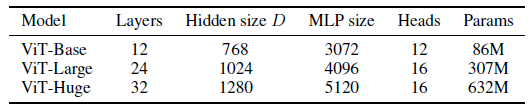 Model Layers Hidden size D MLP size Heads Params
ViT-Base 12 768 3072 12 86M
ViT-Large 24 1024 4096 16 307M
ViT-Huge 32 1280 5120 16 632M